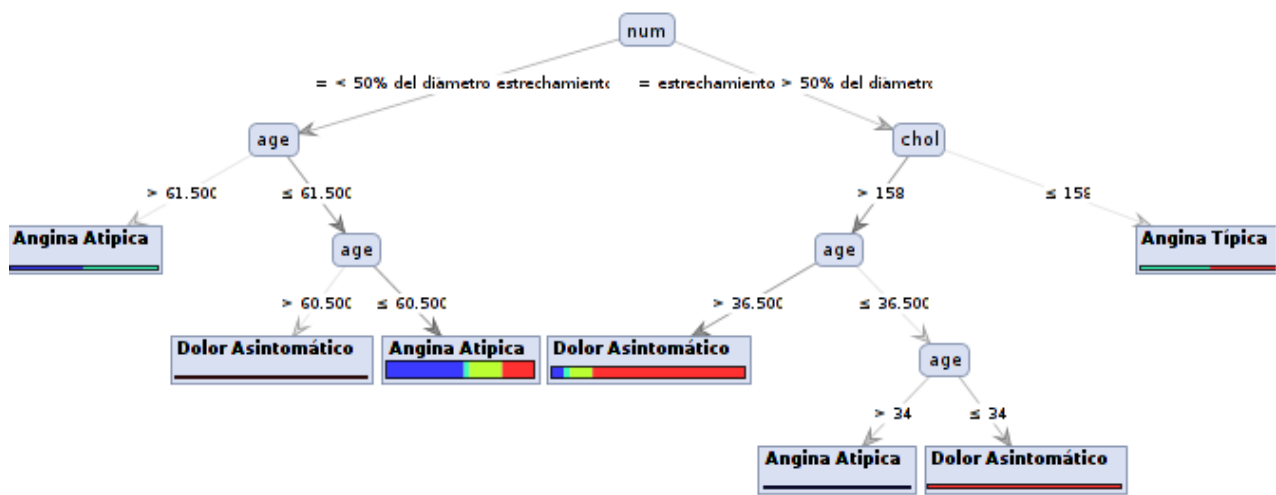 num
= < 50% del diámetro estrechamiento
= estrechamiento > 50% del diámetro
age
chol
> 61.500
≤ 61.500
> 158
≤ 158
Angina Atipica
age
age
Angina Típica
> 60.500
≤ 60.500
> 36.500
≤ 36.500
Dolor Asintomático
Angina Atipica
Dolor Asintomático
age
> 34
≤ 34
Angina Atipica
Dolor Asintomático